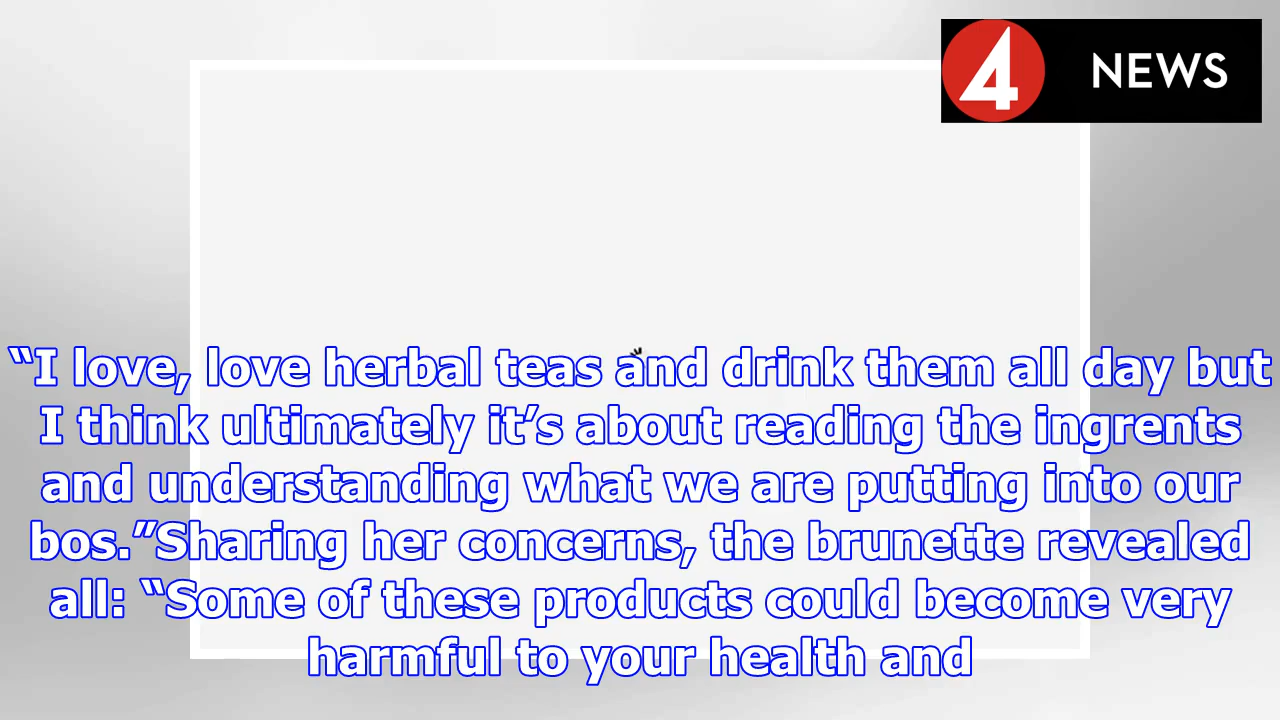 4 NEWS
“I love, love herbal teas and drink them all day but
I think ultimately it’s about reading the ingrents
and understanding what we are putting into our
bos.”Sharing her concerns, the brunette revealed
all: “Some of these products could become very
harmful to your health and